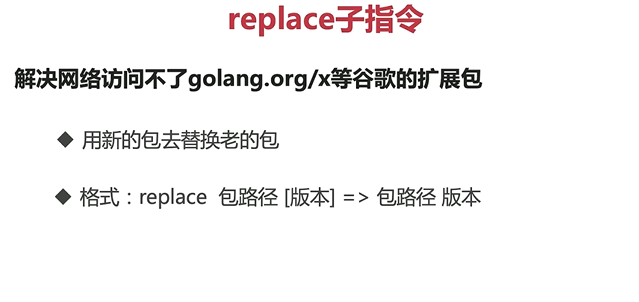 replace子指令
解决网络访问不了golang.org/x等谷歌的扩展包
◆ 用新的包去替换老的包
◆ 格式：replace 包路径 [版本] => 包路径 版本